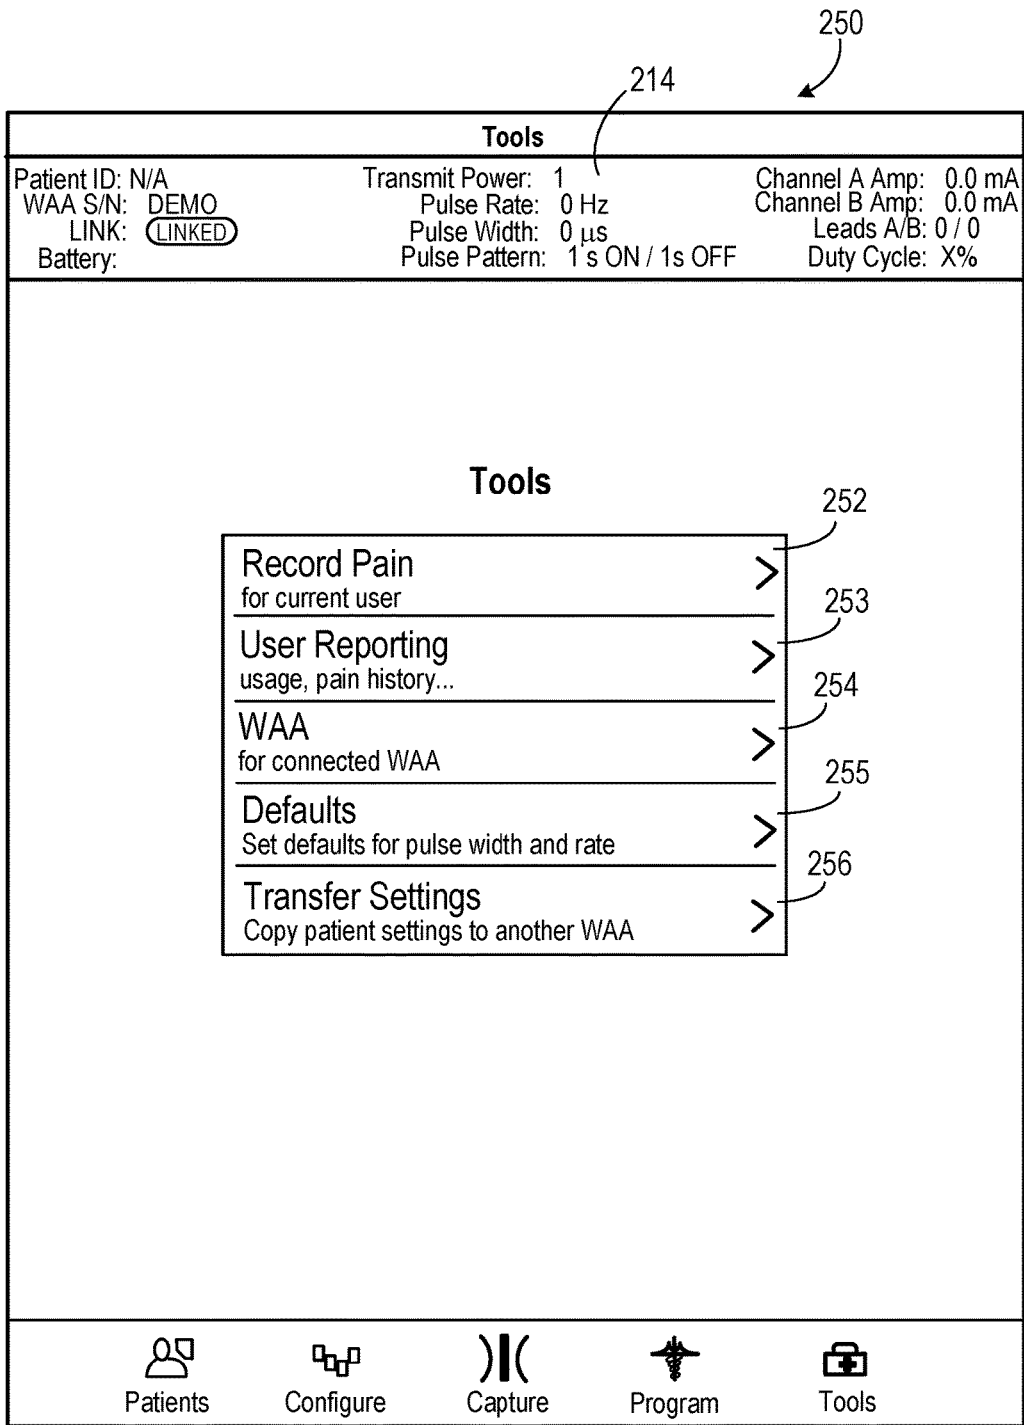 250
214
Tools
Patient ID: N/A Transmit Power: 1 Channel A Amp: 0.0 mA
WAA S/N: DEMO Pulse Rate: 0 Hz Channel B Amp: 0.0 mA
LINK: LINKED Pulse Width: 0 µs Leads A/B: 0 / 0
Battery: Pulse Pattern: 1 s ON / 1s OFF Duty Cycle: X%
Tools
252
Record Pain
for current user
253
User Reporting
usage, pain history...
254
WAA
for connected WAA
255
Defaults
Set defaults for pulse width and rate
256
Transfer Settings
Copy patient settings to another WAA
Patients Configure Capture Program Tools